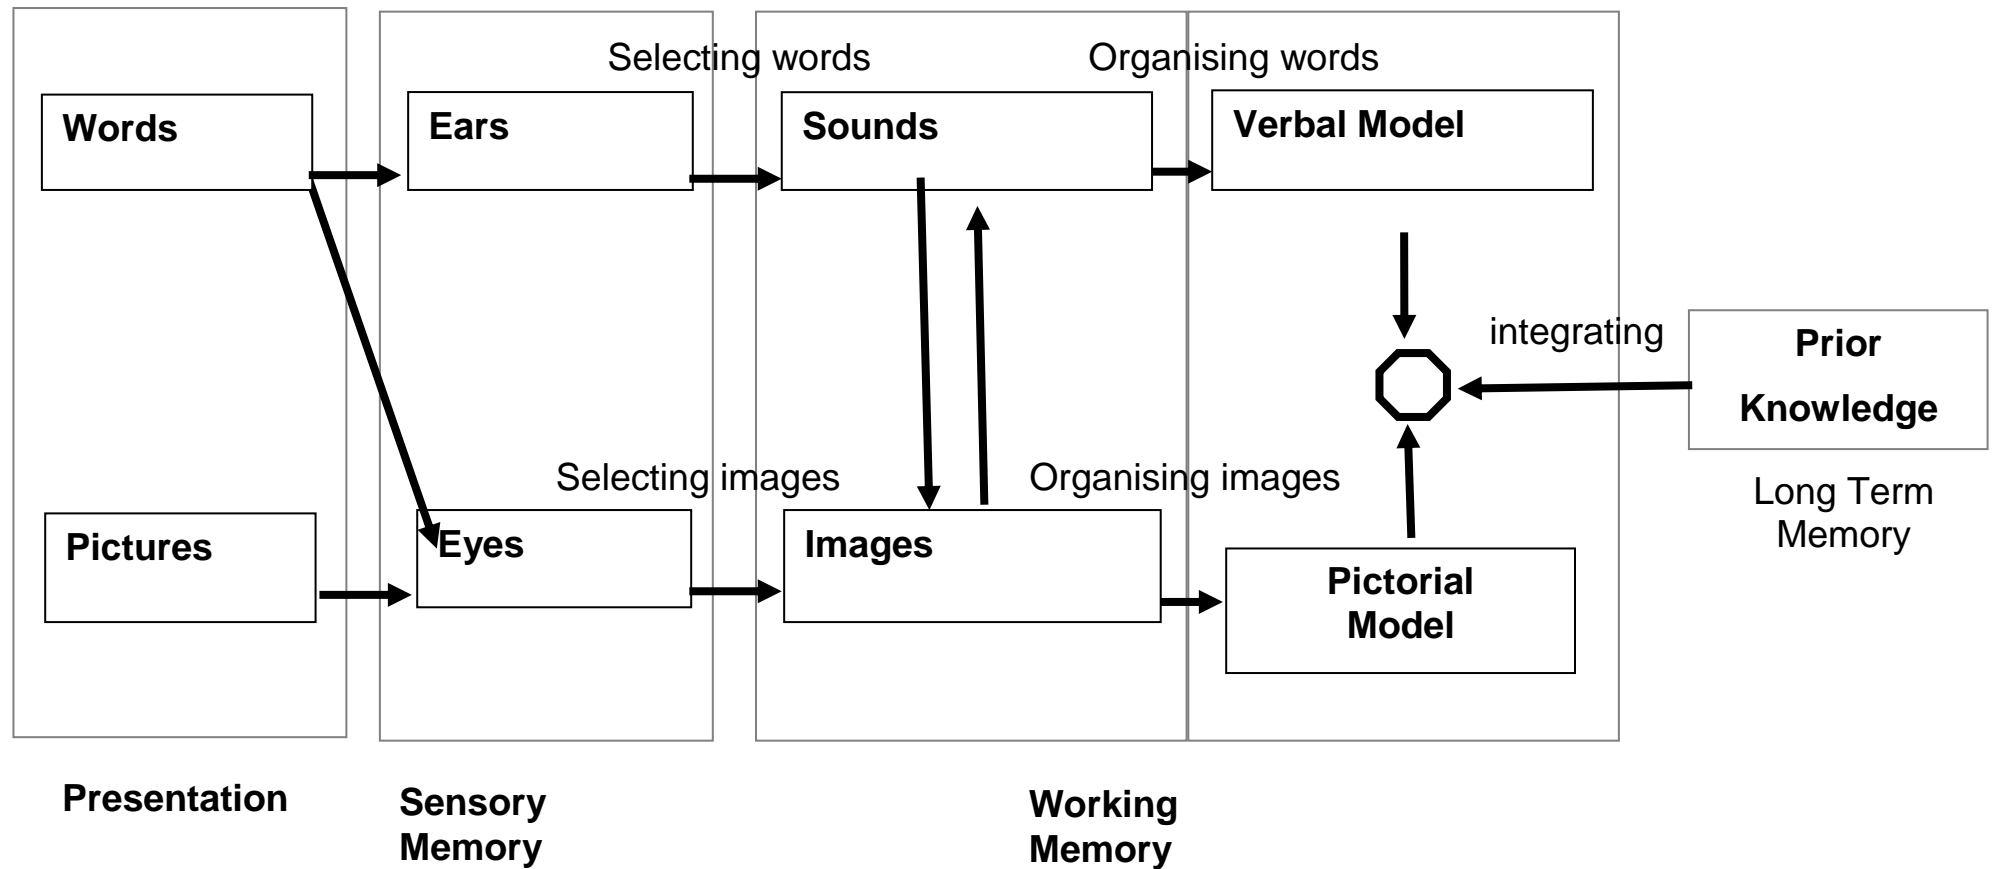 Selecting words
Organising words
Words
Ears
Sounds
Verbal Model
integrating
Prior
Knowledge
Long Term
Memory
Selecting images
Organising images
Pictures
Eyes
Images
Pictorial
Model
Presentation
Sensory
Memory
Working
Memory